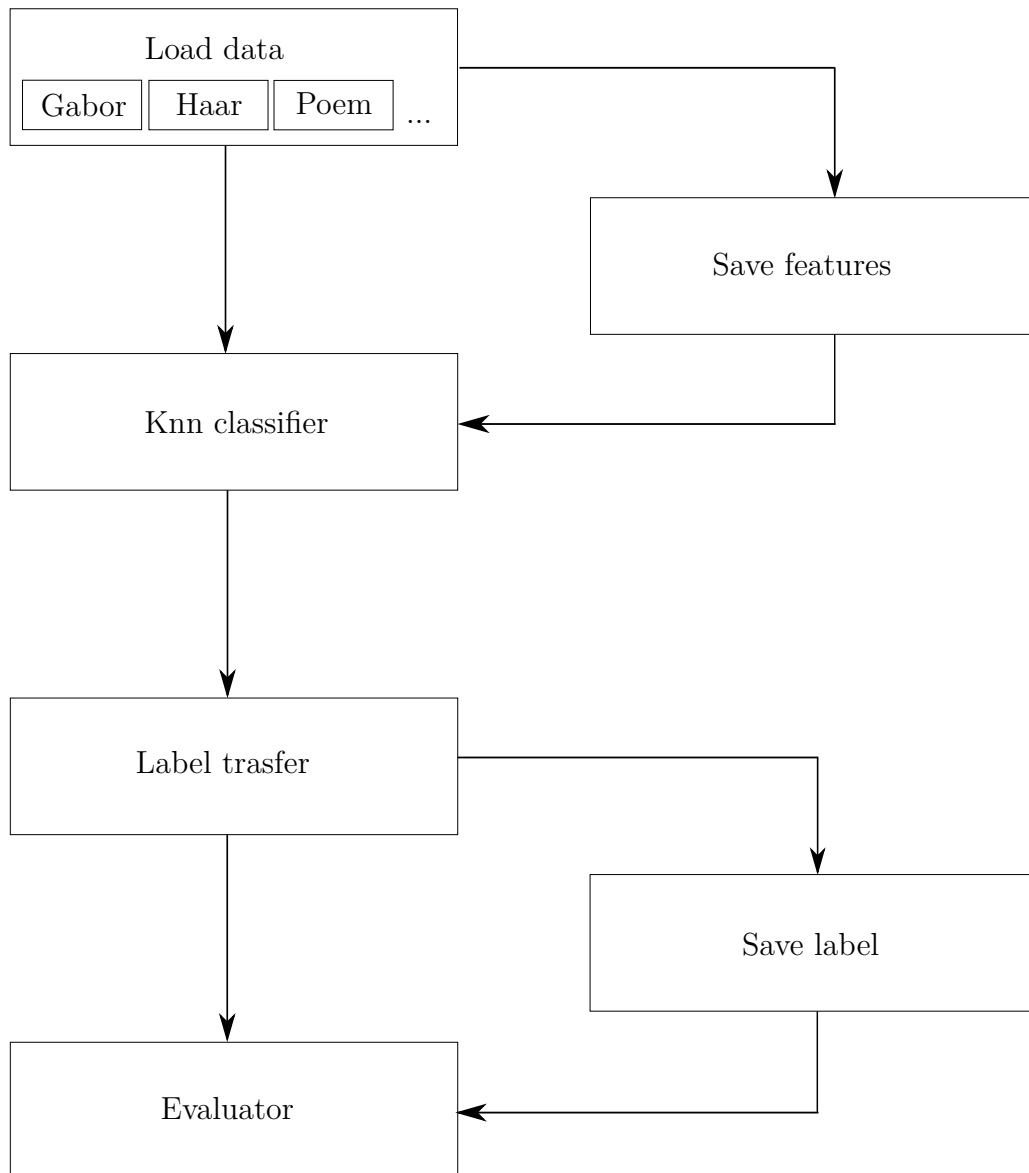 Load data
Gabor Haar Poem ...
Save features
Knn classifier
Label trasfer
Save label
Evaluator